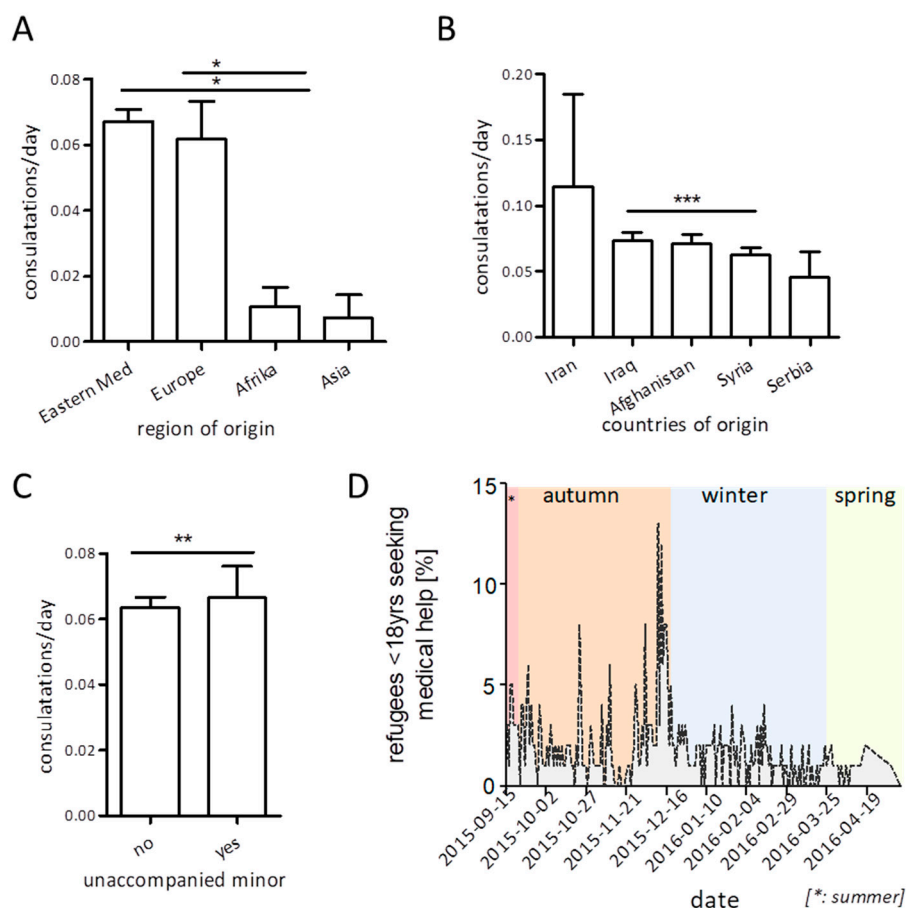 A
consulatations/day
0.08
0.06
0.04
0.02
0.00
*
*
Eastern Med
Europe
Afrika
Asia
region of origin
B
consulatations/day
0.20
0.15
0.10
0.05
0.00
***
Iran
Iraq
Afghanistan
Syria
Serbia
countries of origin
C
consulatations/day
0.08
0.06
0.04
0.02
0.00
**
no
yes
unaccompanied minor
D
refugees <18yrs seeking
medical help [%]
15
10
5
0
*
autumn
winter
spring
2015-09-15
2015-10-02
2015-10-27
2015-11-21
2015-12-16
2016-01-10
2016-02-04
2016-02-29
2016-03-25
2016-04-19
date
[*: summer]